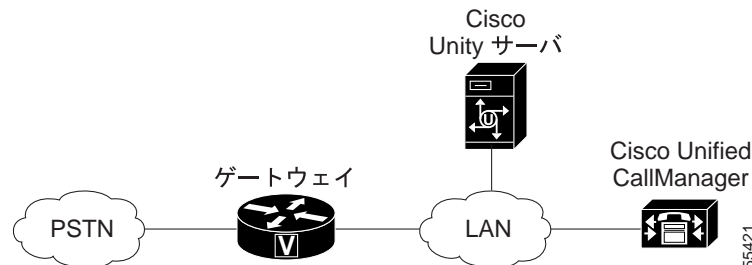 Cisco
Unity サーバ
Cisco Unified
CallManager
ゲートウェイ
PSTN
LAN
V
U
55421